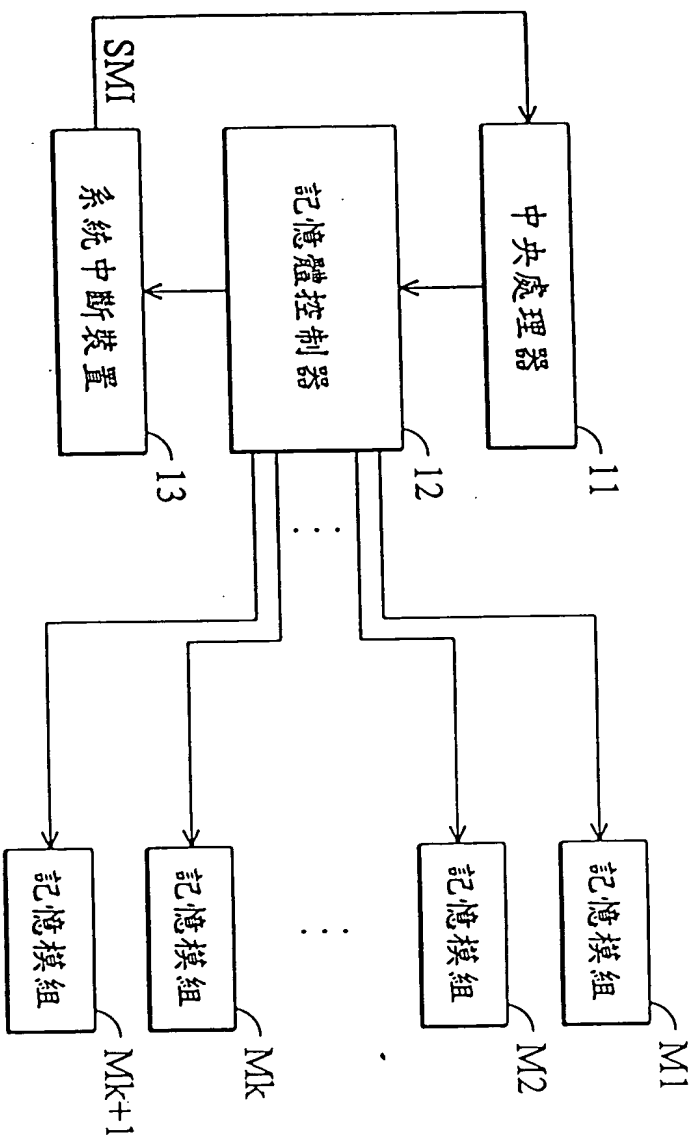 中央處理器
11
記憶體控制器
12
系統中斷裝置
13
SMI
...
記憶模組
M1
記憶模組
M2
...
記憶模組
Mk
記憶模組
Mk+1